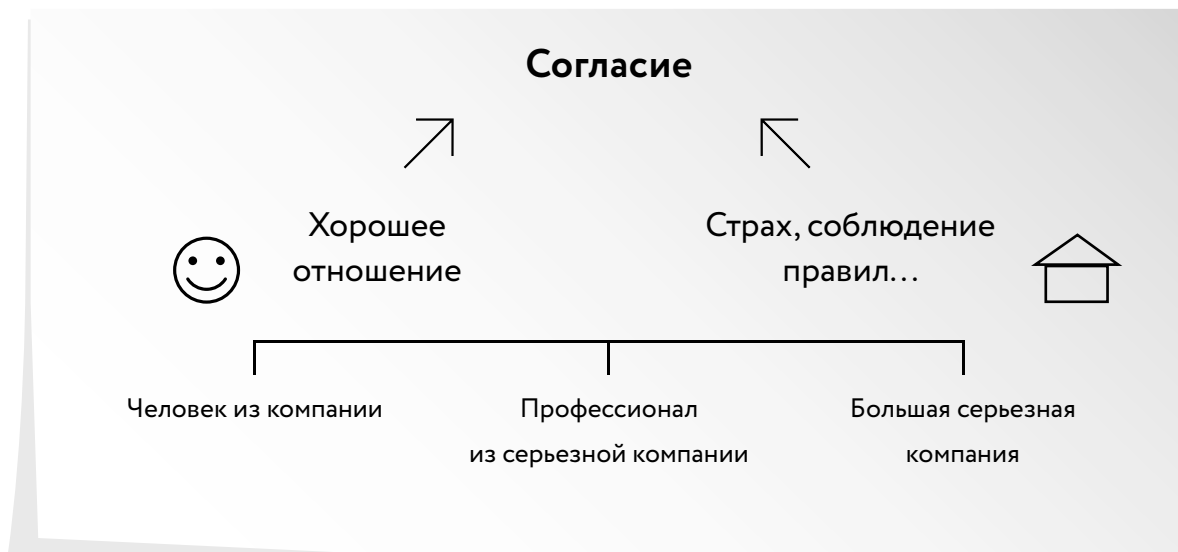 Согласие
Хорошее
отношение
Страх, соблюдение
правил...
Человек из компании
Профессионал
из серьезной компании
Большая серьезная
компания